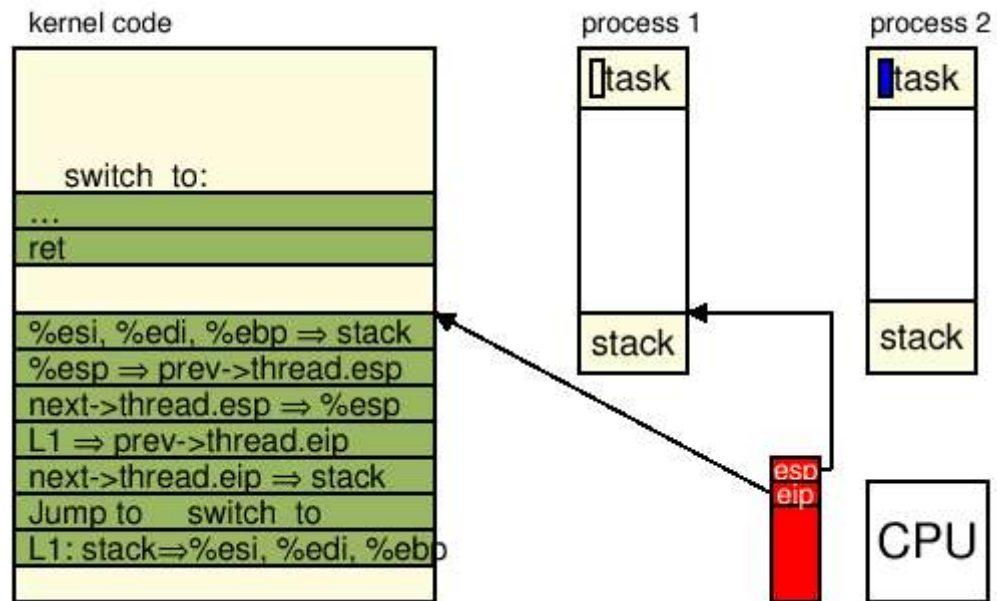 kernel code
process 1
process 2
task
task
switch to:
...
ret
%esi, %edi, %ebp ⇒ stack
%esp ⇒ prev->thread.esp
next->thread.esp ⇒ %esp
L1 ⇒ prev->thread.eip
next->thread.eip ⇒ stack
Jump to switch to
L1: stack⇒%esi, %edi, %ebp
stack
stack
esp
eip
CPU